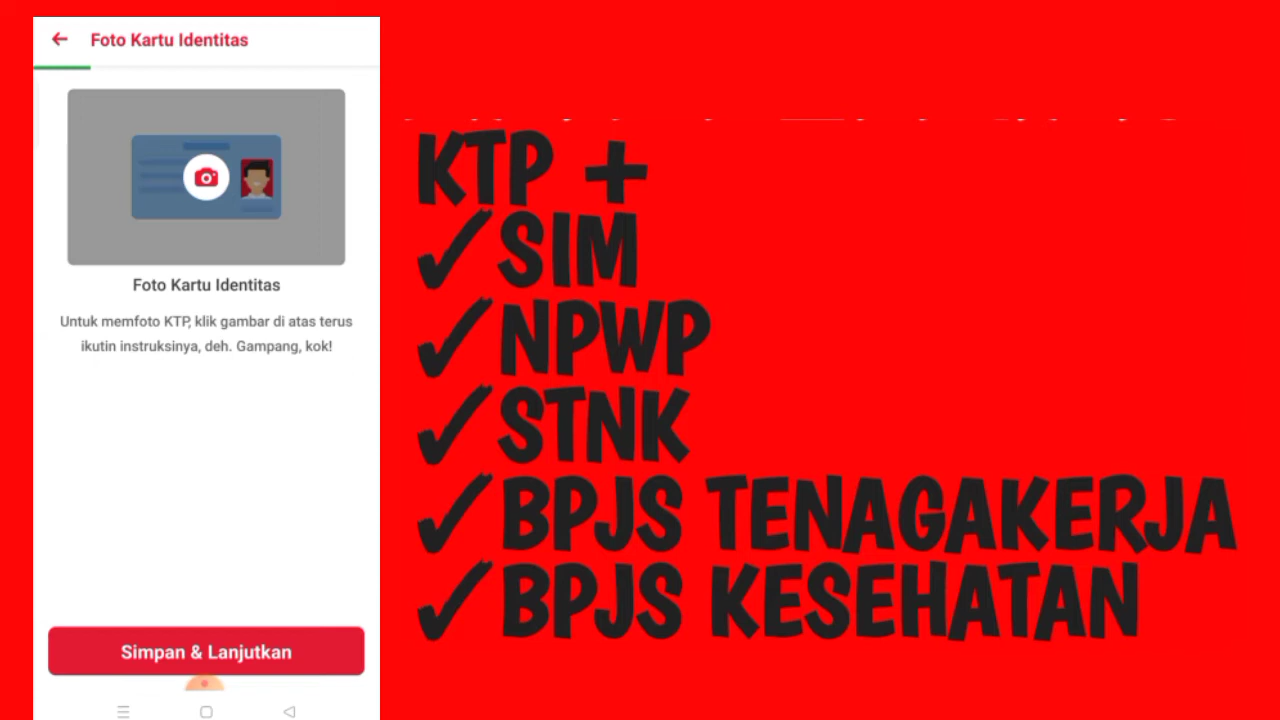 Foto Kartu Identitas
Foto Kartu Identitas
Untuk memfoto KTP, klik gambar di atas terus
ikutin instruksinya, deh. Gampang, kok!
Simpan & Lanjutkan
KTP +
✓SIM
✓NPWP
✓STNK
✓BPJS TENAGAKERJA
✓BPJS KESEHATAN